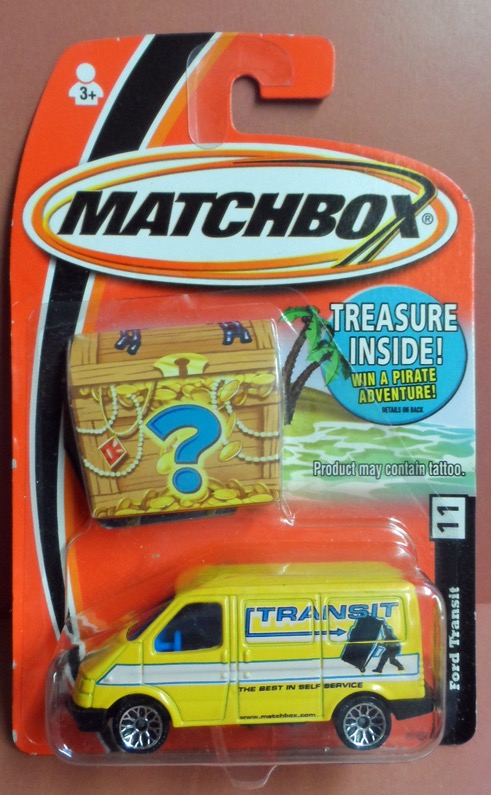 3+
MATCHBOX®
TREASURE
INSIDE!
WIN A PIRATE
ADVENTURE!
DETAILS ON BACK
?
Product may contain tattoo.
11
Ford Transit
TRANSIT
THE BEST IN SELF SERVICE
www.matchbox.com